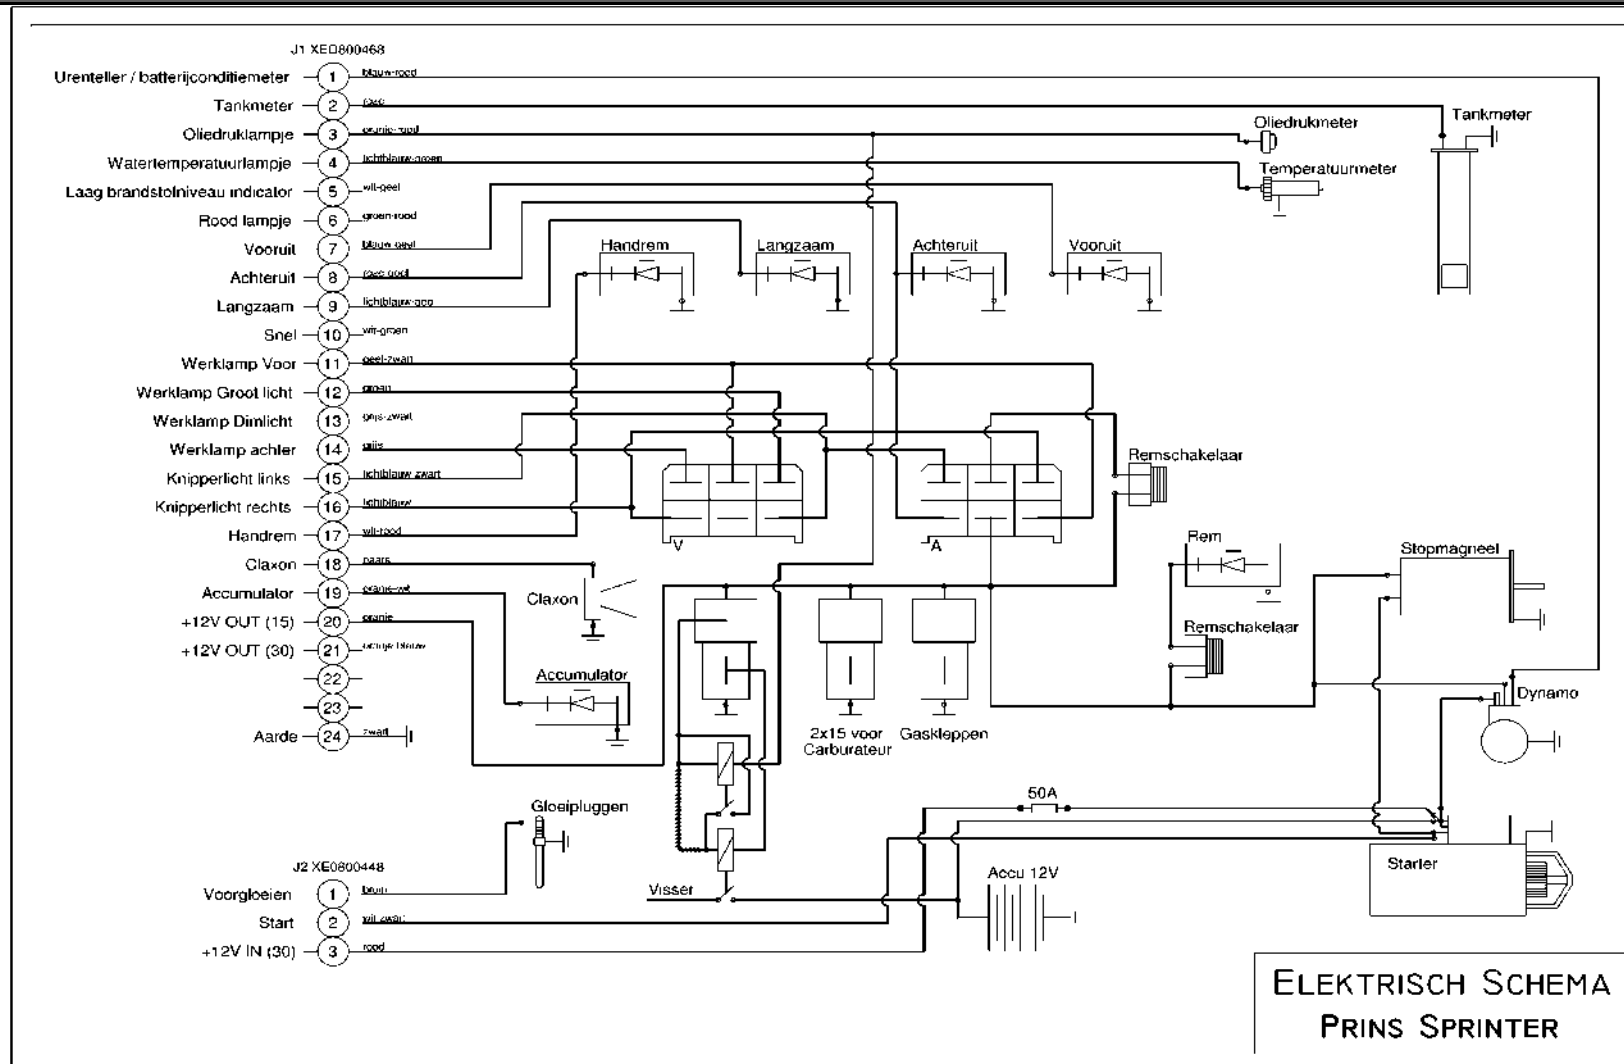 J1 XE0800468
Urenteller / batterijconditiemeter 1 blauw-rood
Tankmeter 2
Oliedruklampje 3 oranje-rood
Watertemperatuurlampje 4 lichtblauw-groen
Laag brandstofniveau indicator 5 wit-geel
Rood lampje 6 groen-rood
Vooruit 7 blauw-geel
Achteruit 8
Langzaam 9
Snel 10 wit-groen
Werklamp Voor 11 geel-zwart
Werklamp Groot licht 12 groen
Werklamp Dimlicht 13 grijs-zwart
Werklamp achter 14 grijs
Knipperlicht links 15 lichtblauw-zwart
Knipperlicht rechts 16 lichtblauw
Handrem 17 wit-rood
Claxon 18 paars
Accumulator 19 oranje-wit
+12V OUT (15) 20 oranje
+12V OUT (30) 21 oranje-blauw
22
23
Aarde 24 zwart
Oliedrukmeter
Tankmeter
Temperatuurmeter
Handrem
Langzaam
Achteruit
Vooruit
Remschakelaar
V
A
Rem
Stopmagneet
Claxon
Remschakelaar
Accumulator
Dynamo
2x15 voor
Carburateur
Gaskleppen
50A
Gloeipluggen
J2 XE0800448
Voorgloeien 1 bruin
Start 2 wit-zwart
+12V IN (30) 3 rood
Visser
Accu 12V
Starter
ELEKTRISCH SCHEMA
PRINS SPRINTER